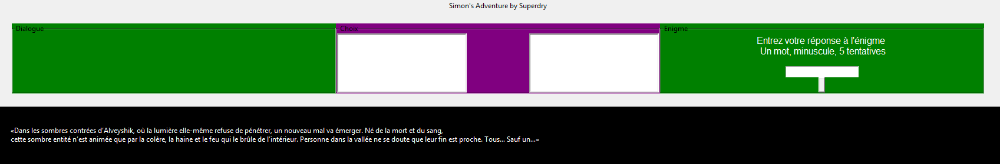 Simon's Adventure by Superdry
Dialogue
Choix
Enigme
Entrez votre réponse à l'énigme
Un mot, minuscule, 5 tentatives
«Dans les sombres contrées d’Alveyshik, où la lumière elle-même refuse de pénétrer, un nouveau mal va émerger. Né de la mort et du sang,
cette sombre entité n’est animée que par la colère, la haine et le feu qui le brûle de l’intérieur. Personne dans la vallée ne se doute que leur fin est proche. Tous... Sauf un...»